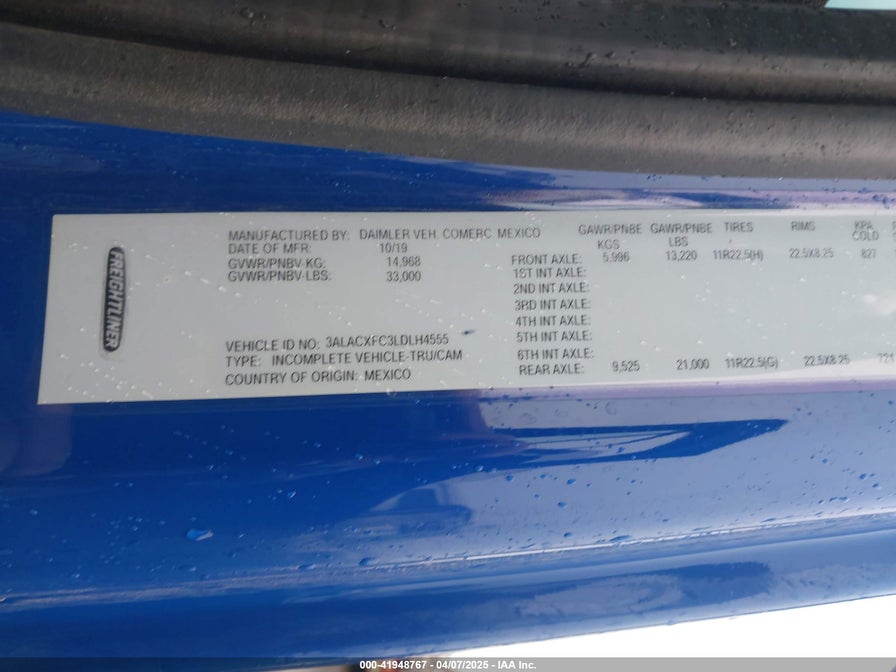 FREIGHTLINER
MANUFACTURED BY: DAIMLER VEH. COMERC. MEXICO
DATE OF MFR: 10/19
GVWR/PNBV-KG: 14,968
GVWR/PNBV-LBS: 33,000
VEHICLE ID NO: 3ALACXFC3LDLH4555
TYPE: INCOMPLETE VEHICLE-TRU/CAM
COUNTRY OF ORIGIN: MEXICO
GAWR/PNBE KGS GAWR/PNBE LBS TIRES RIMS KPA COLD
FRONT AXLE: 5,996 13,220 11R22.5(H) 22.5X8.25 827
1ST INT AXLE:
2ND INT AXLE:
3RD INT AXLE:
4TH INT AXLE:
5TH INT AXLE:
6TH INT AXLE:
REAR AXLE: 9,525 21,000 11R22.5(G) 22.5X8.25 724
000-41948767 - 04/07/2025 - IAA Inc.